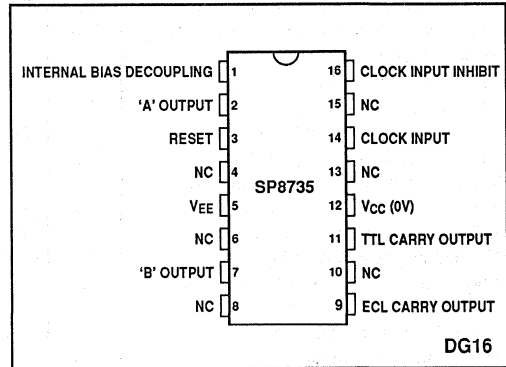 INTERNAL BIAS DECOUPLING 1 16 CLOCK INPUT INHIBIT
'A' OUTPUT 2 15 NC
RESET 3 14 CLOCK INPUT
NC 4 13 NC
SP8735
VEE 5 12 VCC (0V)
NC 6 11 TTL CARRY OUTPUT
'B' OUTPUT 7 10 NC
NC 8 9 ECL CARRY OUTPUT
DG16